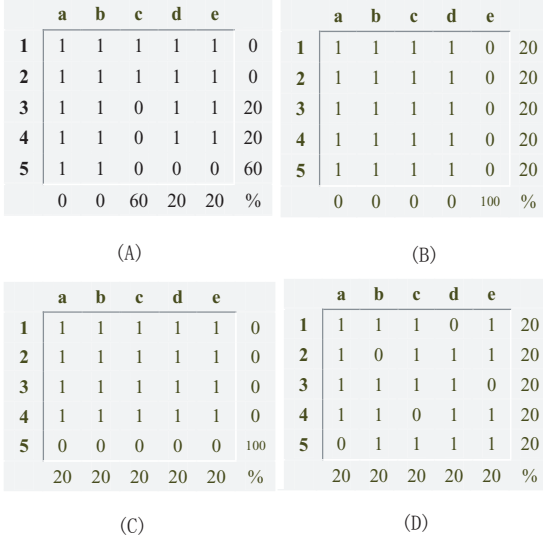 a b c d e
1 1 1 1 1 1 0
2 1 1 1 1 1 0
3 1 1 0 1 1 20
4 1 1 0 1 1 20
5 1 1 0 0 0 60
0 0 60 20 20 %
(A)
a b c d e
1 1 1 1 1 0 20
2 1 1 1 1 0 20
3 1 1 1 1 0 20
4 1 1 1 1 0 20
5 1 1 1 1 0 20
0 0 0 0 100 %
(B)
a b c d e
1 1 1 1 1 1 0
2 1 1 1 1 1 0
3 1 1 1 1 1 0
4 1 1 1 1 1 0
5 0 0 0 0 0 100
20 20 20 20 20 %
(C)
a b c d e
1 1 1 1 0 1 20
2 1 0 1 1 1 20
3 1 1 1 1 0 20
4 1 1 0 1 1 20
5 0 1 1 1 1 20
20 20 20 20 20 %
(D)